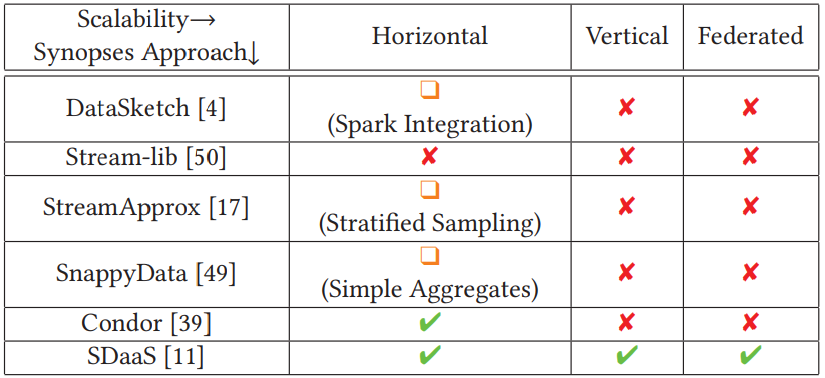 Scalability→ Horizontal Vertical Federated
Synopses Approach↓
DataSketch [4] ❑ ✘ ✘
(Spark Integration)
Stream-lib [50] ✘ ✘ ✘
StreamApprox [17] ❑ ✘ ✘
(Stratified Sampling)
SnappyData [49] ❑ ✘ ✘
(Simple Aggregates)
Condor [39] ✔ ✘ ✘
SDaaS [11] ✔ ✔ ✔